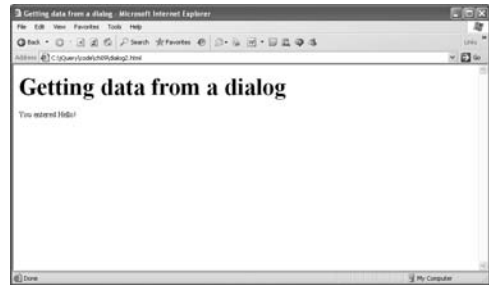 Getting data from a dialog - Microsoft Internet Explorer
File Edit View Favorites Tools Help
Back Search Favorites
Address C:\jQuery\code\ch09\dialog2.html Go Links
Getting data from a dialog
You entered Hello!
Done My Computer